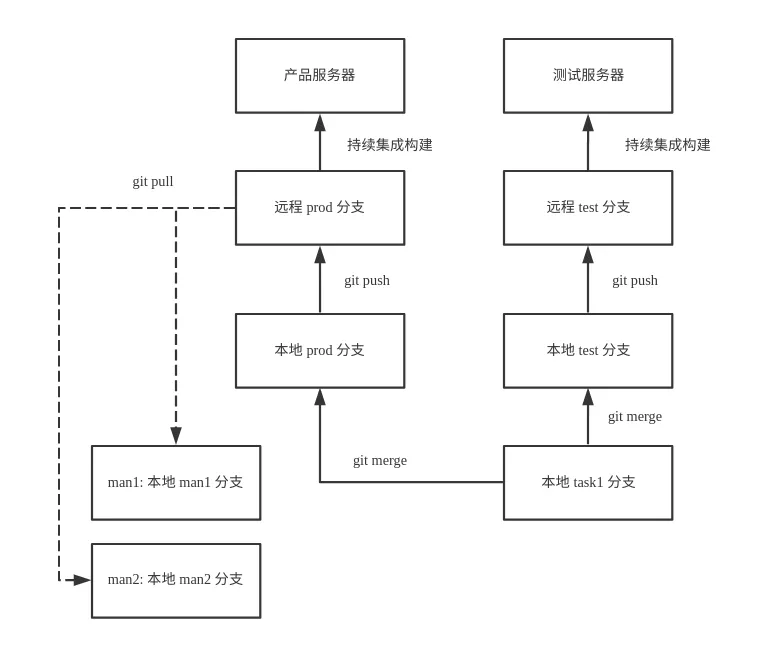 产品服务器
测试服务器
持续集成构建
持续集成构建
git pull
远程 prod 分支
远程 test 分支
git push
git push
本地 prod 分支
本地 test 分支
git merge
git merge
man1: 本地 man1 分支
本地 task1 分支
man2: 本地 man2 分支